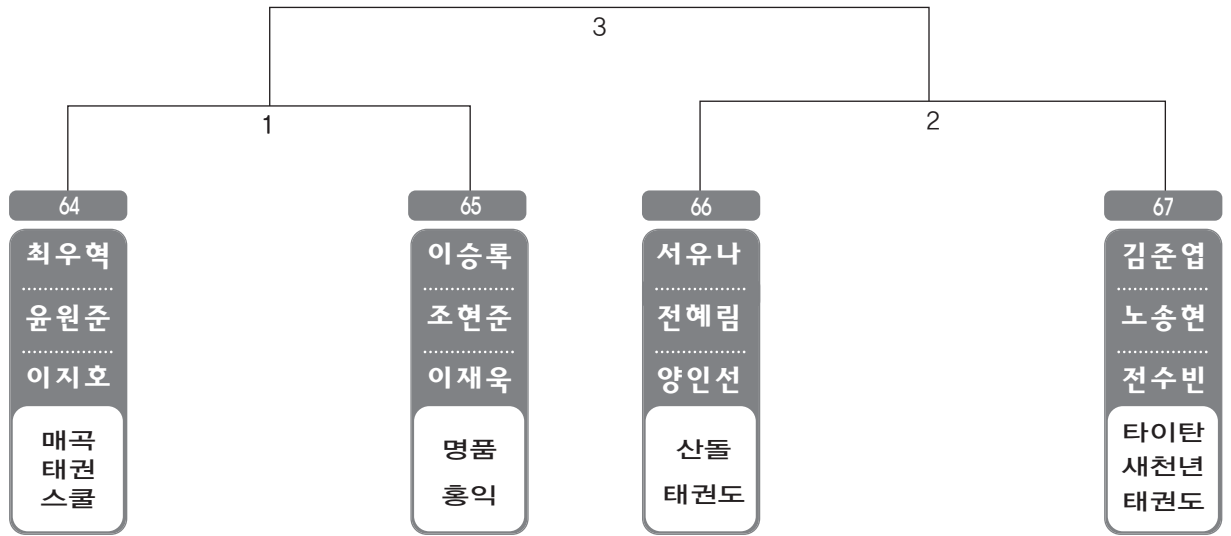 3
1
2
64
최우혁
윤원준
이지호
매곡
태권
스쿨
65
이승록
조현준
이재욱
명품
홍익
66
서유나
전혜림
양인선
산돌
태권도
67
김준엽
노송현
전수빈
타이탄
새천년
태권도